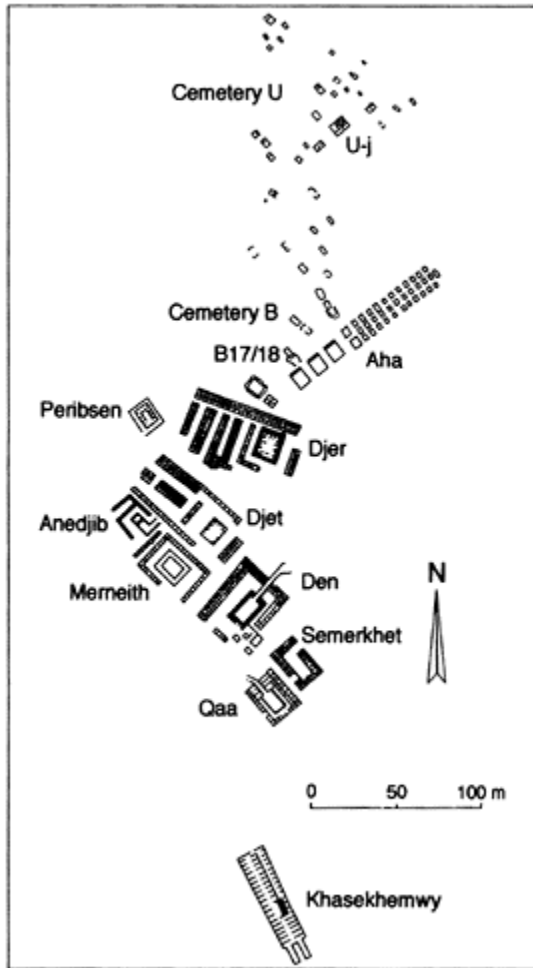 Cemetery U
U-j
Cemetery B
B17/18
Aha
Peribsen
Djer
Anedjib
Djet
Merneith
Den
N
Semerkhet
Qaa
0 50 100 m
Khasekhemwy